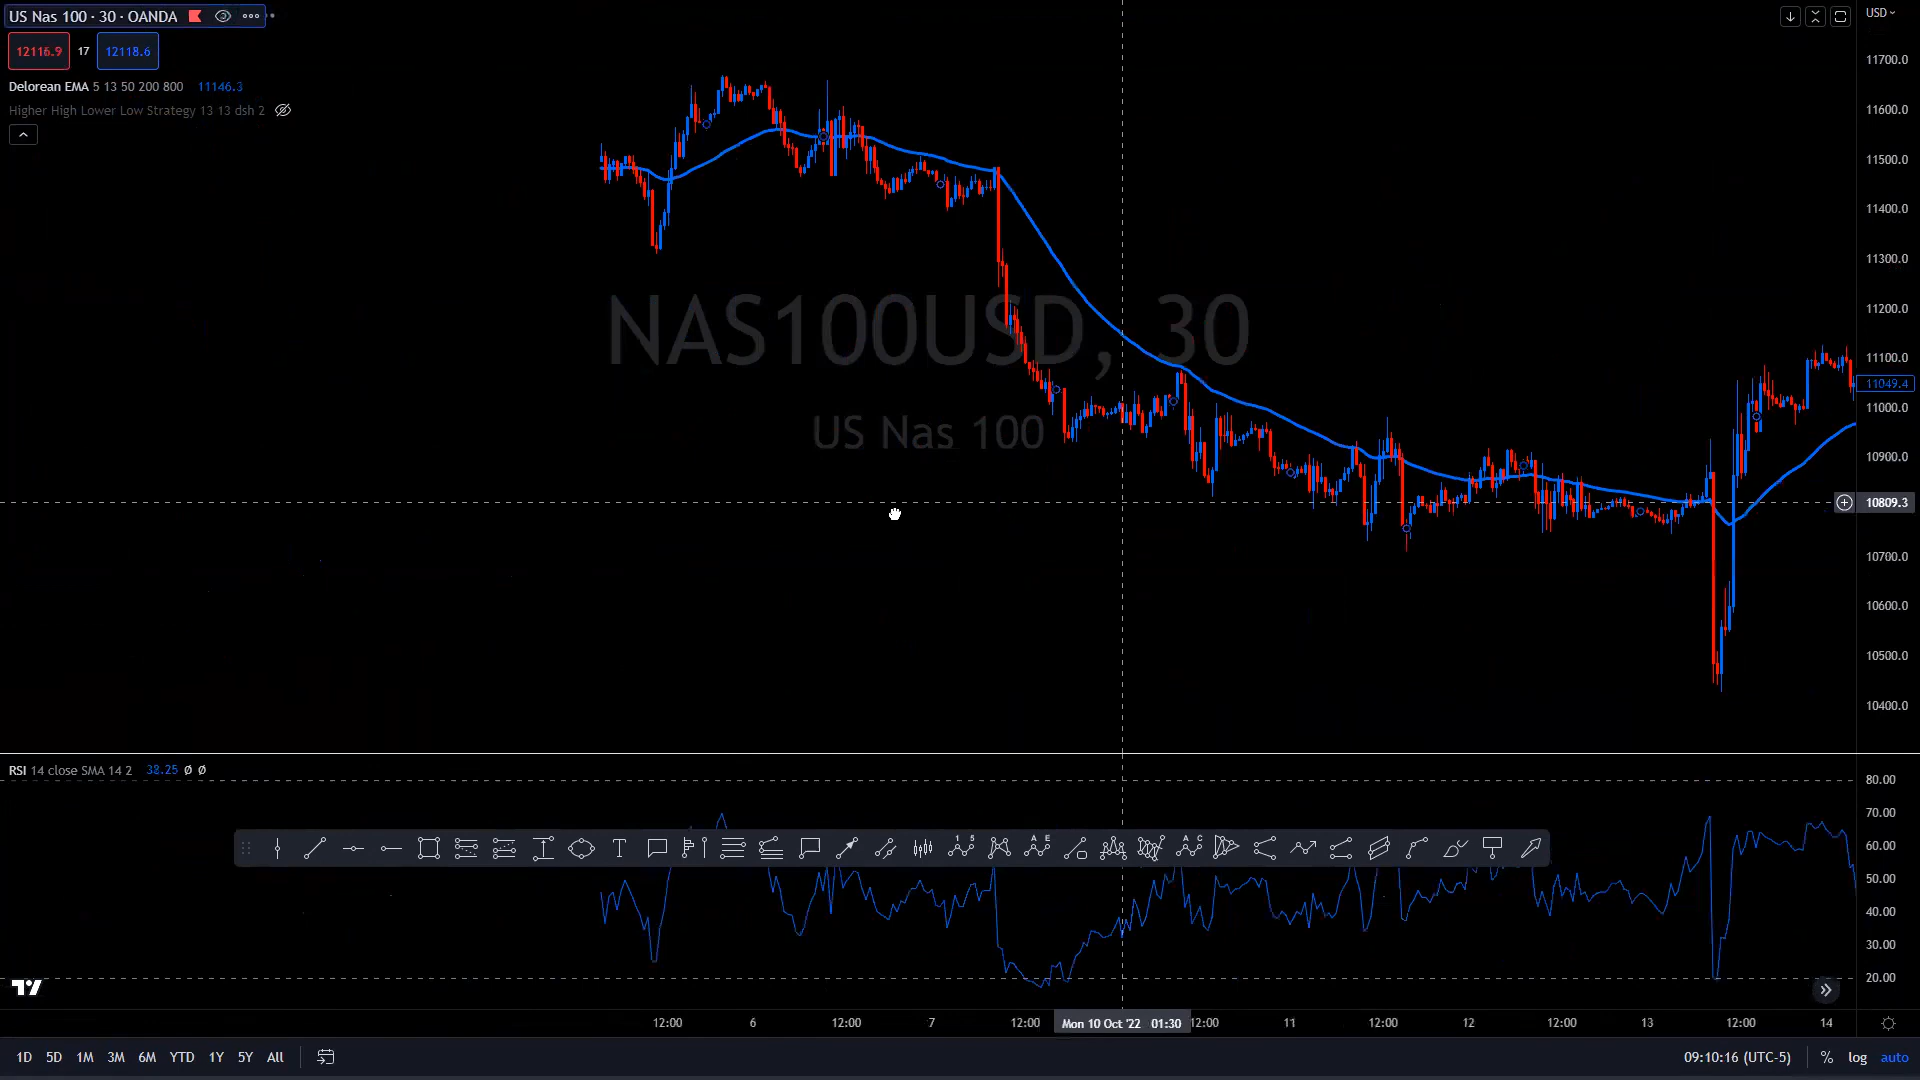 US Nas 100 · 30 · OANDA
USD
12116.9 17 12118.6
Delorean EMA 5 13 50 200 800 11146.3
Higher High Lower Low Strategy 13 13 dsh 2
11700.0
11600.0
11500.0
11400.0
11300.0
11200.0
11100.0
11049.4
11000.0
10900.0
10809.3
10700.0
10600.0
10500.0
10400.0
NAS100USD, 30
US Nas 100
RSI 14 close SMA 14 2 38.25 Ø Ø
80.00
70.00
60.00
50.00
40.00
30.00
20.00
12:00 6 12:00 7 12:00 Mon 10 Oct '22 01:30 12:00 11 12:00 12 12:00 13 12:00 14
1D 5D 1M 3M 6M YTD 1Y 5Y All
09:10:16 (UTC-5) % log auto